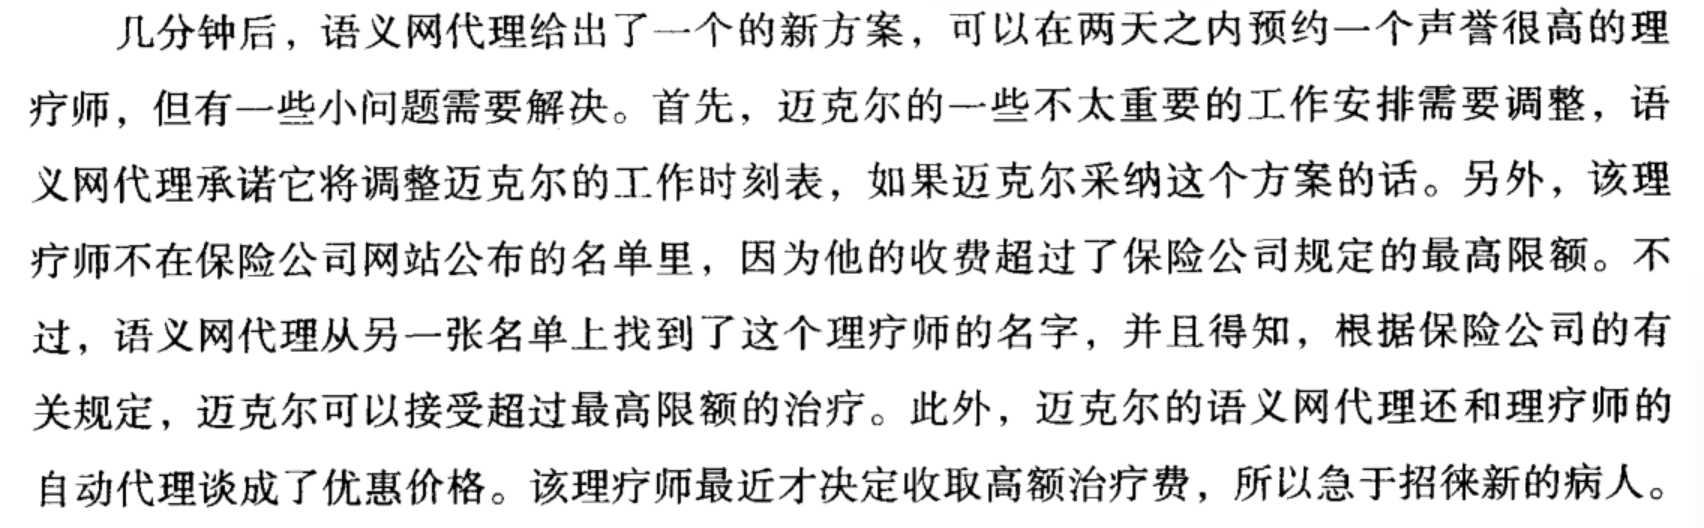 几分钟后，语义网代理给出了一个的新方案，可以在两天之内预约一个声誉很高的理
疗师，但有一些小问题需要解决。首先，迈克尔的一些不太重要的工作安排需要调整，语
义网代理承诺它将调整迈克尔的工作时刻表，如果迈克尔采纳这个方案的话。另外，该理
疗师不在保险公司网站公布的名单里，因为他的收费超过了保险公司规定的最高限额。不
过，语义网代理从另一张名单上找到了这个理疗师的名字，并且得知，根据保险公司的有
关规定，迈克尔可以接受超过最高限额的治疗。此外，迈克尔的语义网代理还和理疗师的
自动代理谈成了优惠价格。该理疗师最近才决定收取高额治疗费，所以急于招徕新的病人。